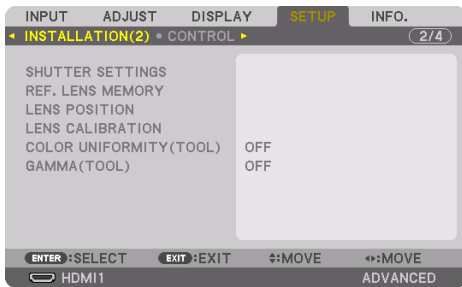 INPUT ADJUST DISPLAY SETUP INFO.
INSTALLATION(2) • CONTROL 2/4
SHUTTER SETTINGS
REF. LENS MEMORY
LENS POSITION
LENS CALIBRATION
COLOR UNIFORMITY(TOOL) OFF
GAMMA(TOOL) OFF
ENTER:SELECT EXIT:EXIT :MOVE :MOVE
HDMI1 ADVANCED